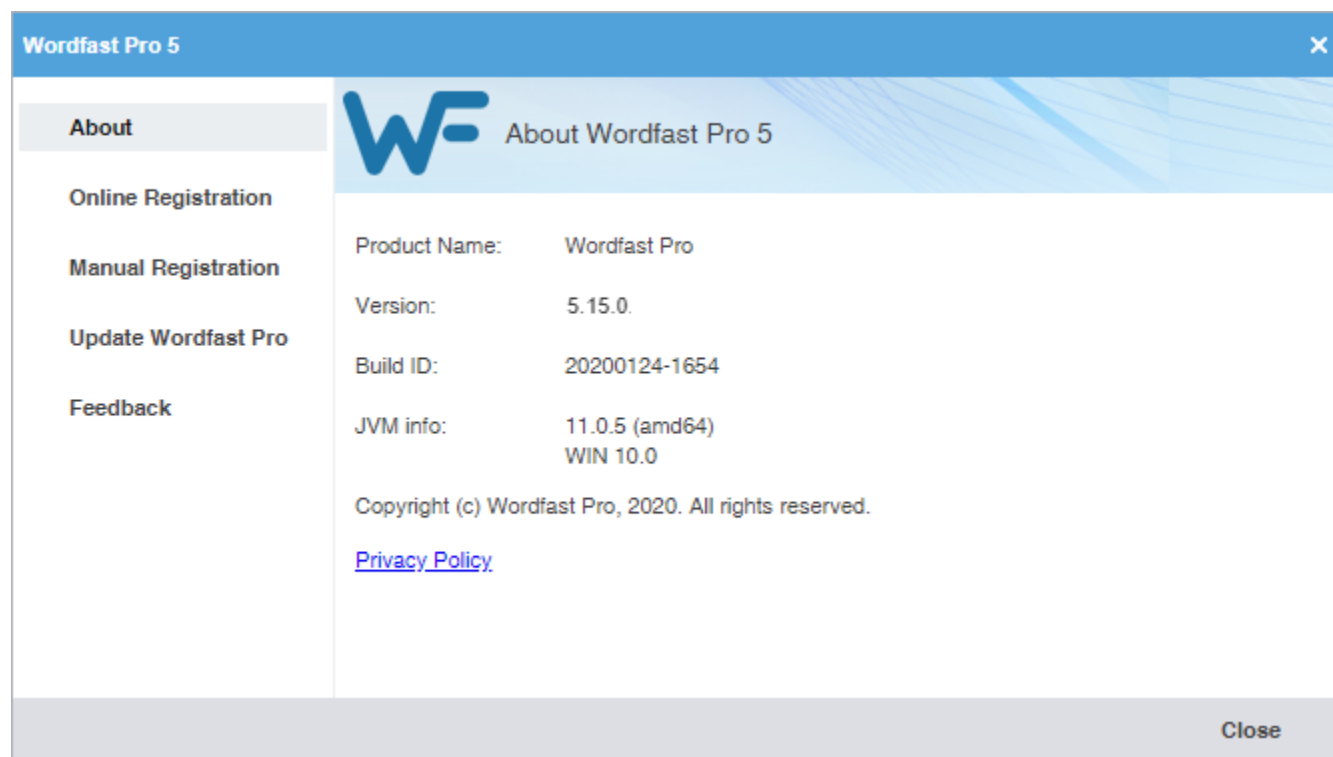 Wordfast Pro 5
About
Online Registration
Manual Registration
Update Wordfast Pro
Feedback
WF About Wordfast Pro 5
Product Name: Wordfast Pro
Version: 5.15.0.
Build ID: 20200124-1654
JVM info: 11.0.5 (amd64)
WIN 10.0
Copyright (c) Wordfast Pro, 2020. All rights reserved.
Privacy Policy
Close